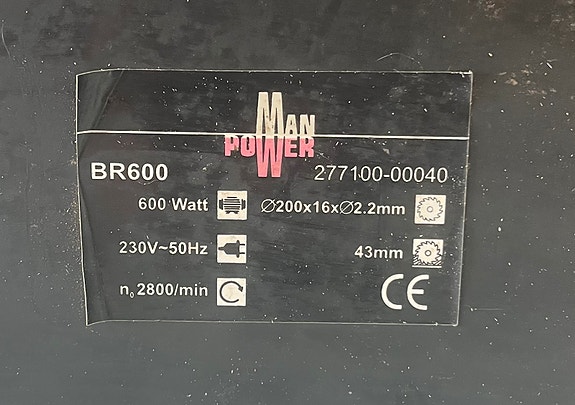 MAN
POWER
BR600 277100-00040
600 Watt Ø200x16xØ2.2mm
230V~50Hz 43mm
n₀ 2800/min CE